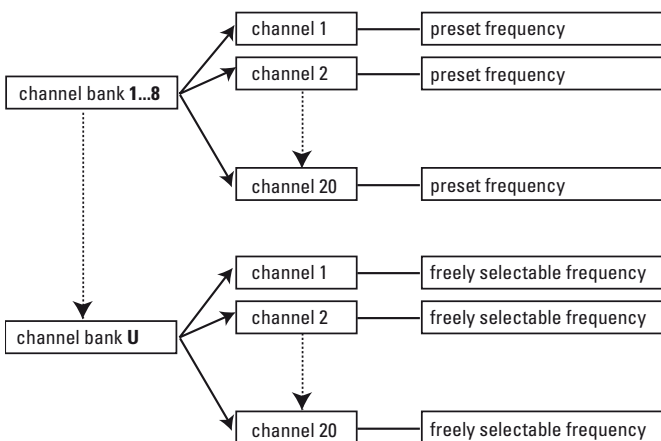 channel 1 preset frequency
channel 2 preset frequency
channel bank 1...8
channel 20 preset frequency
channel 1 freely selectable frequency
channel 2 freely selectable frequency
channel bank U
channel 20 freely selectable frequency